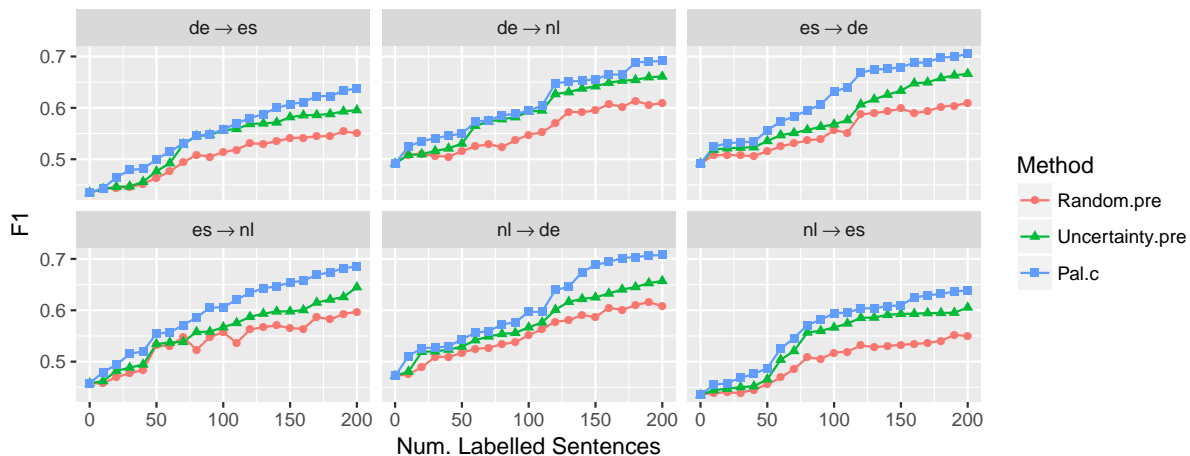 de → es
de → nl
es → de
0.7
0.6
0.5
es → nl
nl → de
nl → es
0.7
0.6
0.5
0 50 100 150 200
0 50 100 150 200
0 50 100 150 200
Num. Labelled Sentences
F1
Method
Random.pre
Uncertainty.pre
Pal.c